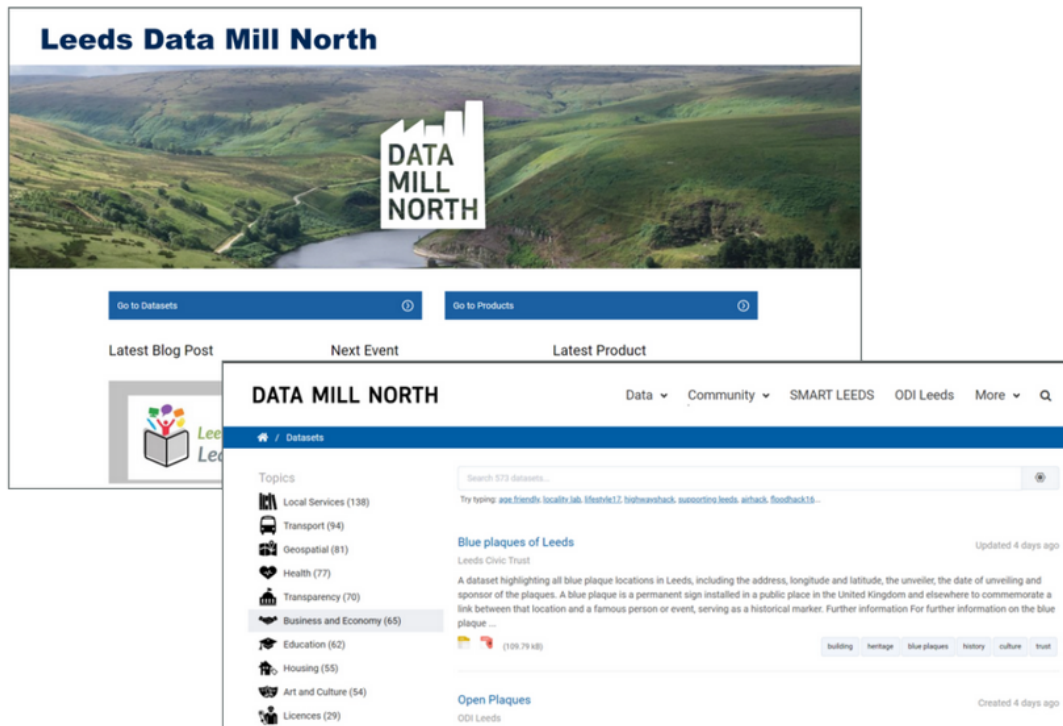 Leeds Data Mill North
DATA
MILL
NORTH
Go to Datasets
Go to Products
Latest Blog Post
Next Event
Latest Product
Lee
Le
DATA MILL NORTH
Data
Community
SMART LEEDS
ODI Leeds
More
/ Datasets
Topics
Local Services (138)
Transport (94)
Geospatial (81)
Health (77)
Transparency (70)
Business and Economy (65)
Education (62)
Housing (55)
Art and Culture (54)
Licences (29)
Search 573 datasets...
Try typing: age friendly, locality lab, lifestyle17, highwayshack, supporting leeds, airhack, floodhack16...
Blue plaques of Leeds
Updated 4 days ago
Leeds Civic Trust
A dataset highlighting all blue plaque locations in Leeds, including the address, longitude and latitude, the unveiler, the date of unveiling and
sponsor of the plaques. A blue plaque is a permanent sign installed in a public place in the United Kingdom and elsewhere to commemorate a
link between that location and a famous person or event, serving as a historical marker. Further information For further information on the blue
plaque ...
(109.79 kB)
building heritage blue plaques history culture trust
Open Plaques
Created 4 days ago
ODI Leeds